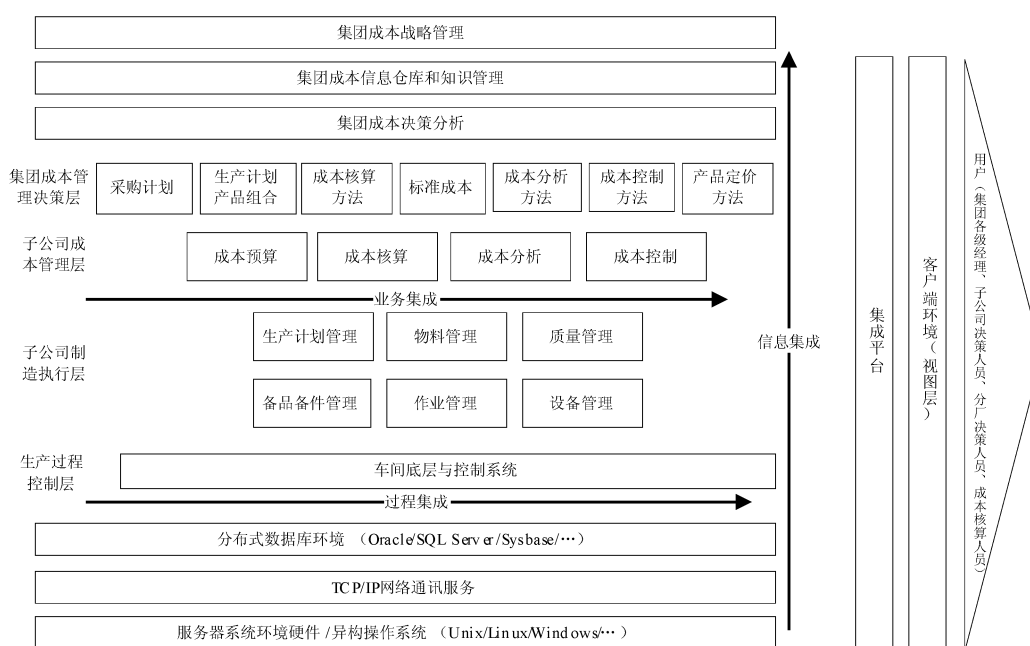 集团成本战略管理
集团成本信息仓库和知识管理
集团成本决策分析
集团成本管
理决策层
采购计划
生产计划
产品组合
成本核算
方法
标准成本
成本分析
方法
成本控制
方法
产品定价
方法
子公司成
本管理层
成本预算
成本核算
成本分析
成本控制
业务集成
子公司制
造执行层
生产计划管理
物料管理
质量管理
备品备件管理
作业管理
设备管理
生产过程
控制层
车间底层与控制系统
过程集成
分布式数据库环境 （Oracle/SQL Server/Sysbase/…）
TCP/IP网络通讯服务
服务器系统环境硬件/异构操作系统 （Unix/Linux/Windows/…）
信息集成
集成平台
客户端环境（视图层）
用户（集团各级经理、子公司决策人员、分厂决策人员、成本核算人员）